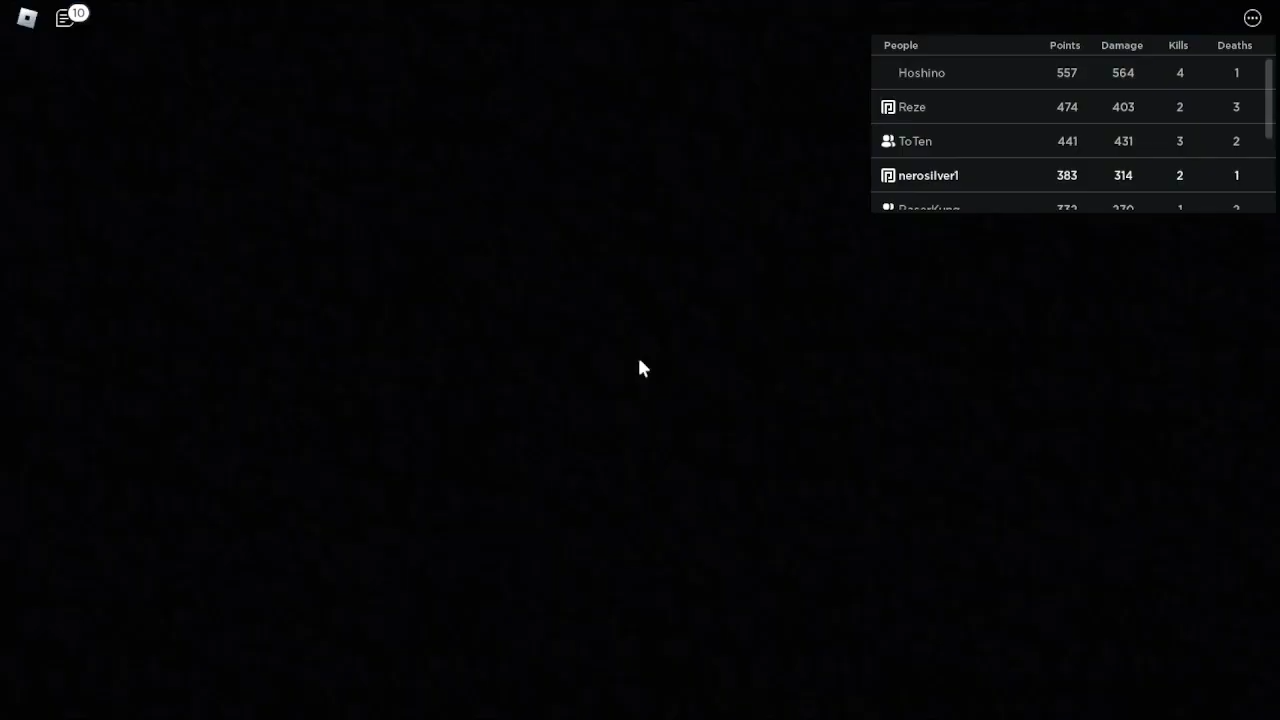 10
People Points Damage Kills Deaths
Hoshino 557 564 4 1
Reze 474 403 2 3
ToTen 441 431 3 2
nerosilver1 383 314 2 1